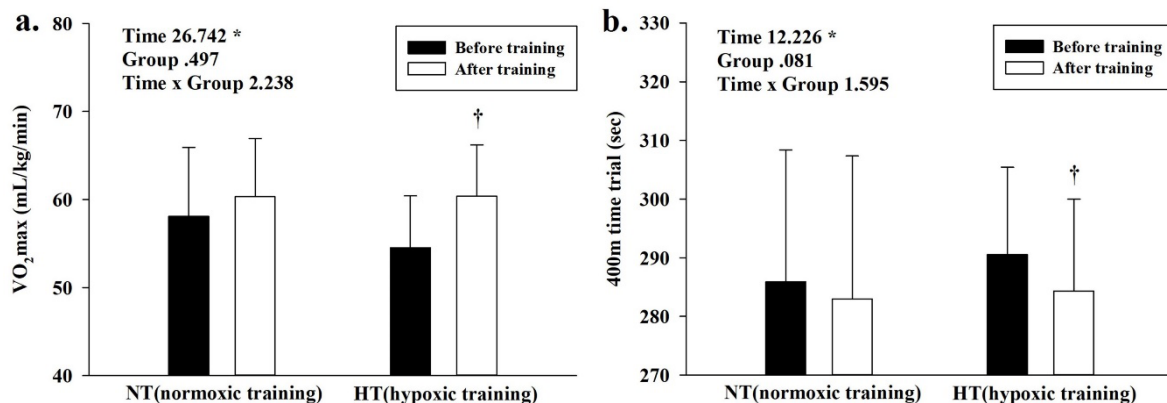 a.
80
70
60
50
40
VO₂max (mL/kg/min)
Time 26.742 *
Group .497
Time x Group 2.238
Before training
After training
†
NT(normoxic training)
HT(hypoxic training)
b.
330
320
310
300
290
280
270
400m time trial (sec)
Time 12.226 *
Group .081
Time x Group 1.595
Before training
After training
†
NT(normoxic training)
HT(hypoxic training)